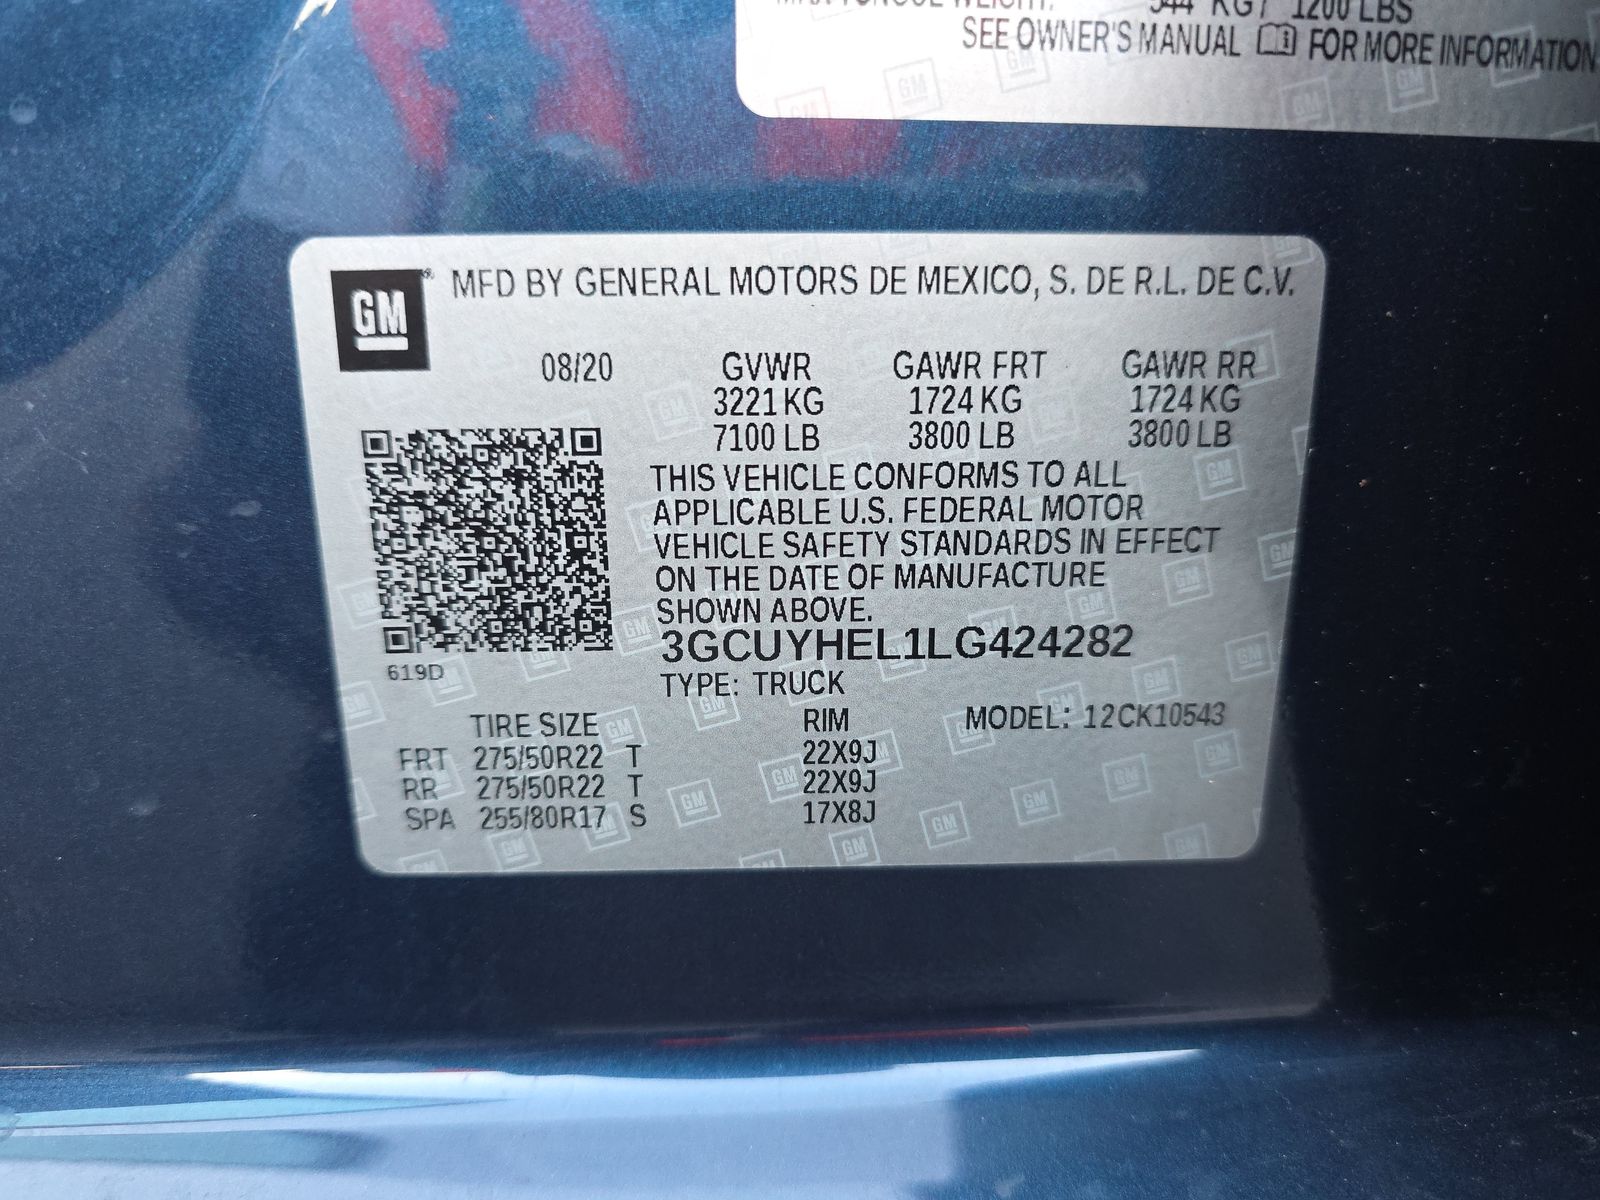 MAX TONGUE WEIGHT: 544 KG / 1200 LBS
SEE OWNER'S MANUAL FOR MORE INFORMATION
GM
MFD BY GENERAL MOTORS DE MEXICO, S. DE R.L. DE C.V.
08/20 GVWR GAWR FRT GAWR RR
3221 KG 1724 KG 1724 KG
7100 LB 3800 LB 3800 LB
THIS VEHICLE CONFORMS TO ALL
APPLICABLE U.S. FEDERAL MOTOR
VEHICLE SAFETY STANDARDS IN EFFECT
ON THE DATE OF MANUFACTURE
SHOWN ABOVE.
3GCUYHEL1LG424282
619D
TYPE: TRUCK
TIRE SIZE RIM MODEL: 12CK10543
FRT 275/50R22 T 22X9J
RR 275/50R22 T 22X9J
SPA 255/80R17 S 17X8J